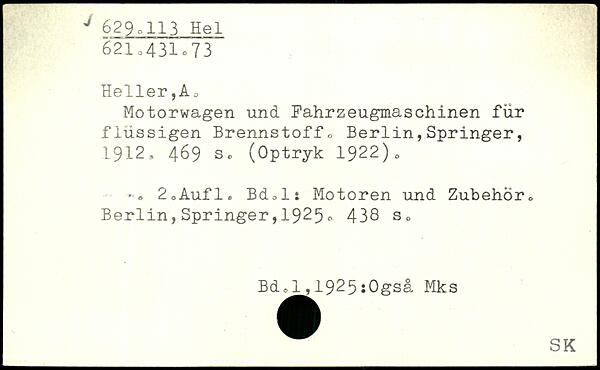 629.113 Hel
621.431.73
Heller,A.
Motorwagen und Fahrzeugmaschinen für
flüssigen Brennstoff. Berlin,Springer,
1912. 469 s. (Optryk 1922).
- -. 2.Aufl. Bd.1: Motoren und Zubehör.
Berlin,Springer,1925. 438 s.
Bd.1,1925:Også Mks
SK